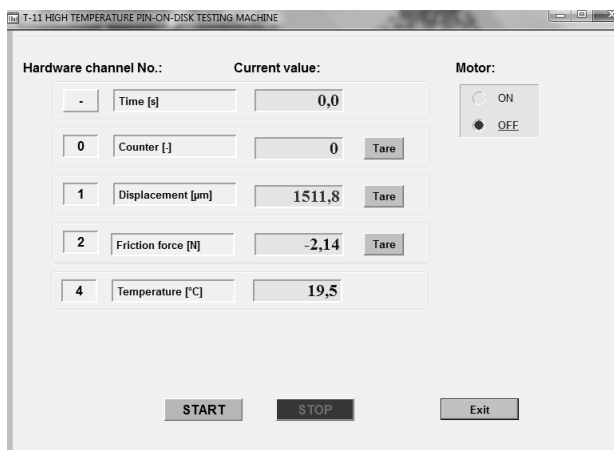 T-11 HIGH TEMPERATURE PIN-ON-DISK TESTING MACHINE
Hardware channel No.: Current value: Motor:
- Time [s] 0,0 ON
OFF
0 Counter [-] 0 Tare
1 Displacement [µm] 1511,8 Tare
2 Friction force [N] -2,14 Tare
4 Temperature [°C] 19,5
START STOP Exit